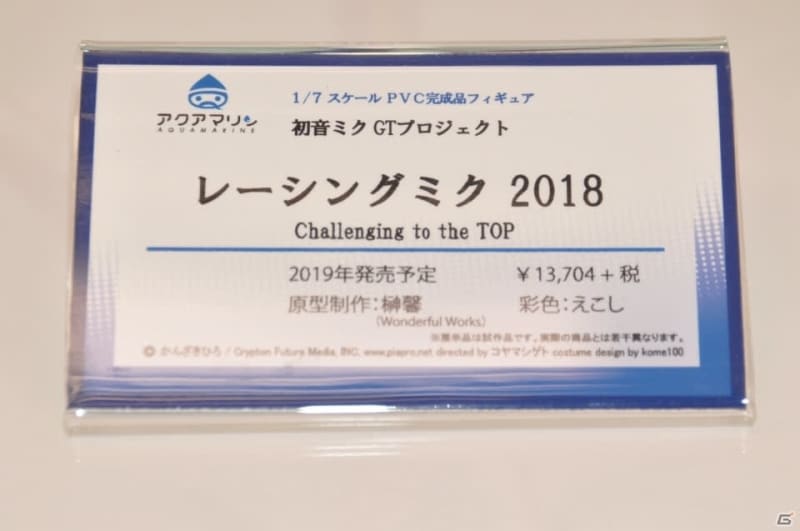 アクアマリン
AQUAMARINE
1/7 スケール PVC完成品フィギュア
初音ミク GTプロジェクト
レーシングミク 2018
Challenging to the TOP
2019年発売予定 ￥13,704+税
原型制作：榊馨 彩色：えこし
(Wonderful Works)
※展示品は試作品です。実際の商品とは若干異なります。
© かんざきひろ / Crypton Future Media, INC. www.piapro.net directed by コヤマシゲト costume design by kome100